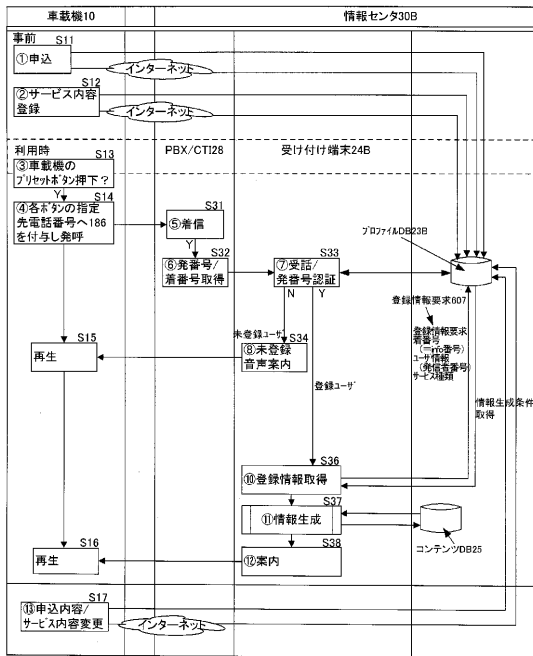 車載機10
情報センタ30B
事前
S11
①申込
インターネット
S12
②サービス内容
登録
インターネット
利用時
PBX/CTI28
受け付け端末24B
S13
③車載機の
プリセットボタン押下?
Y
S14
④各ボタンの指定
先電話番号へ186
を付与し発呼
S31
⑤着信
Y
S32
⑥発番号/
着番号取得
S33
⑦受話/
発番号認証
N
Y
プロファイルDB23B
登録情報要求607
登録情報要求
着番号
(=info番号)
ユーザ情報
(発信者番号)
サービス種類
情報生成条件
取得
未登録ユーザ
S34
⑧未登録
音声案内
S15
再生
登録ユーザ
S36
⑩登録情報取得
S37
⑪情報生成
コンテンツDB25
S38
⑫案内
S16
再生
S17
⑬申込内容/
サービス内容変更
インターネット